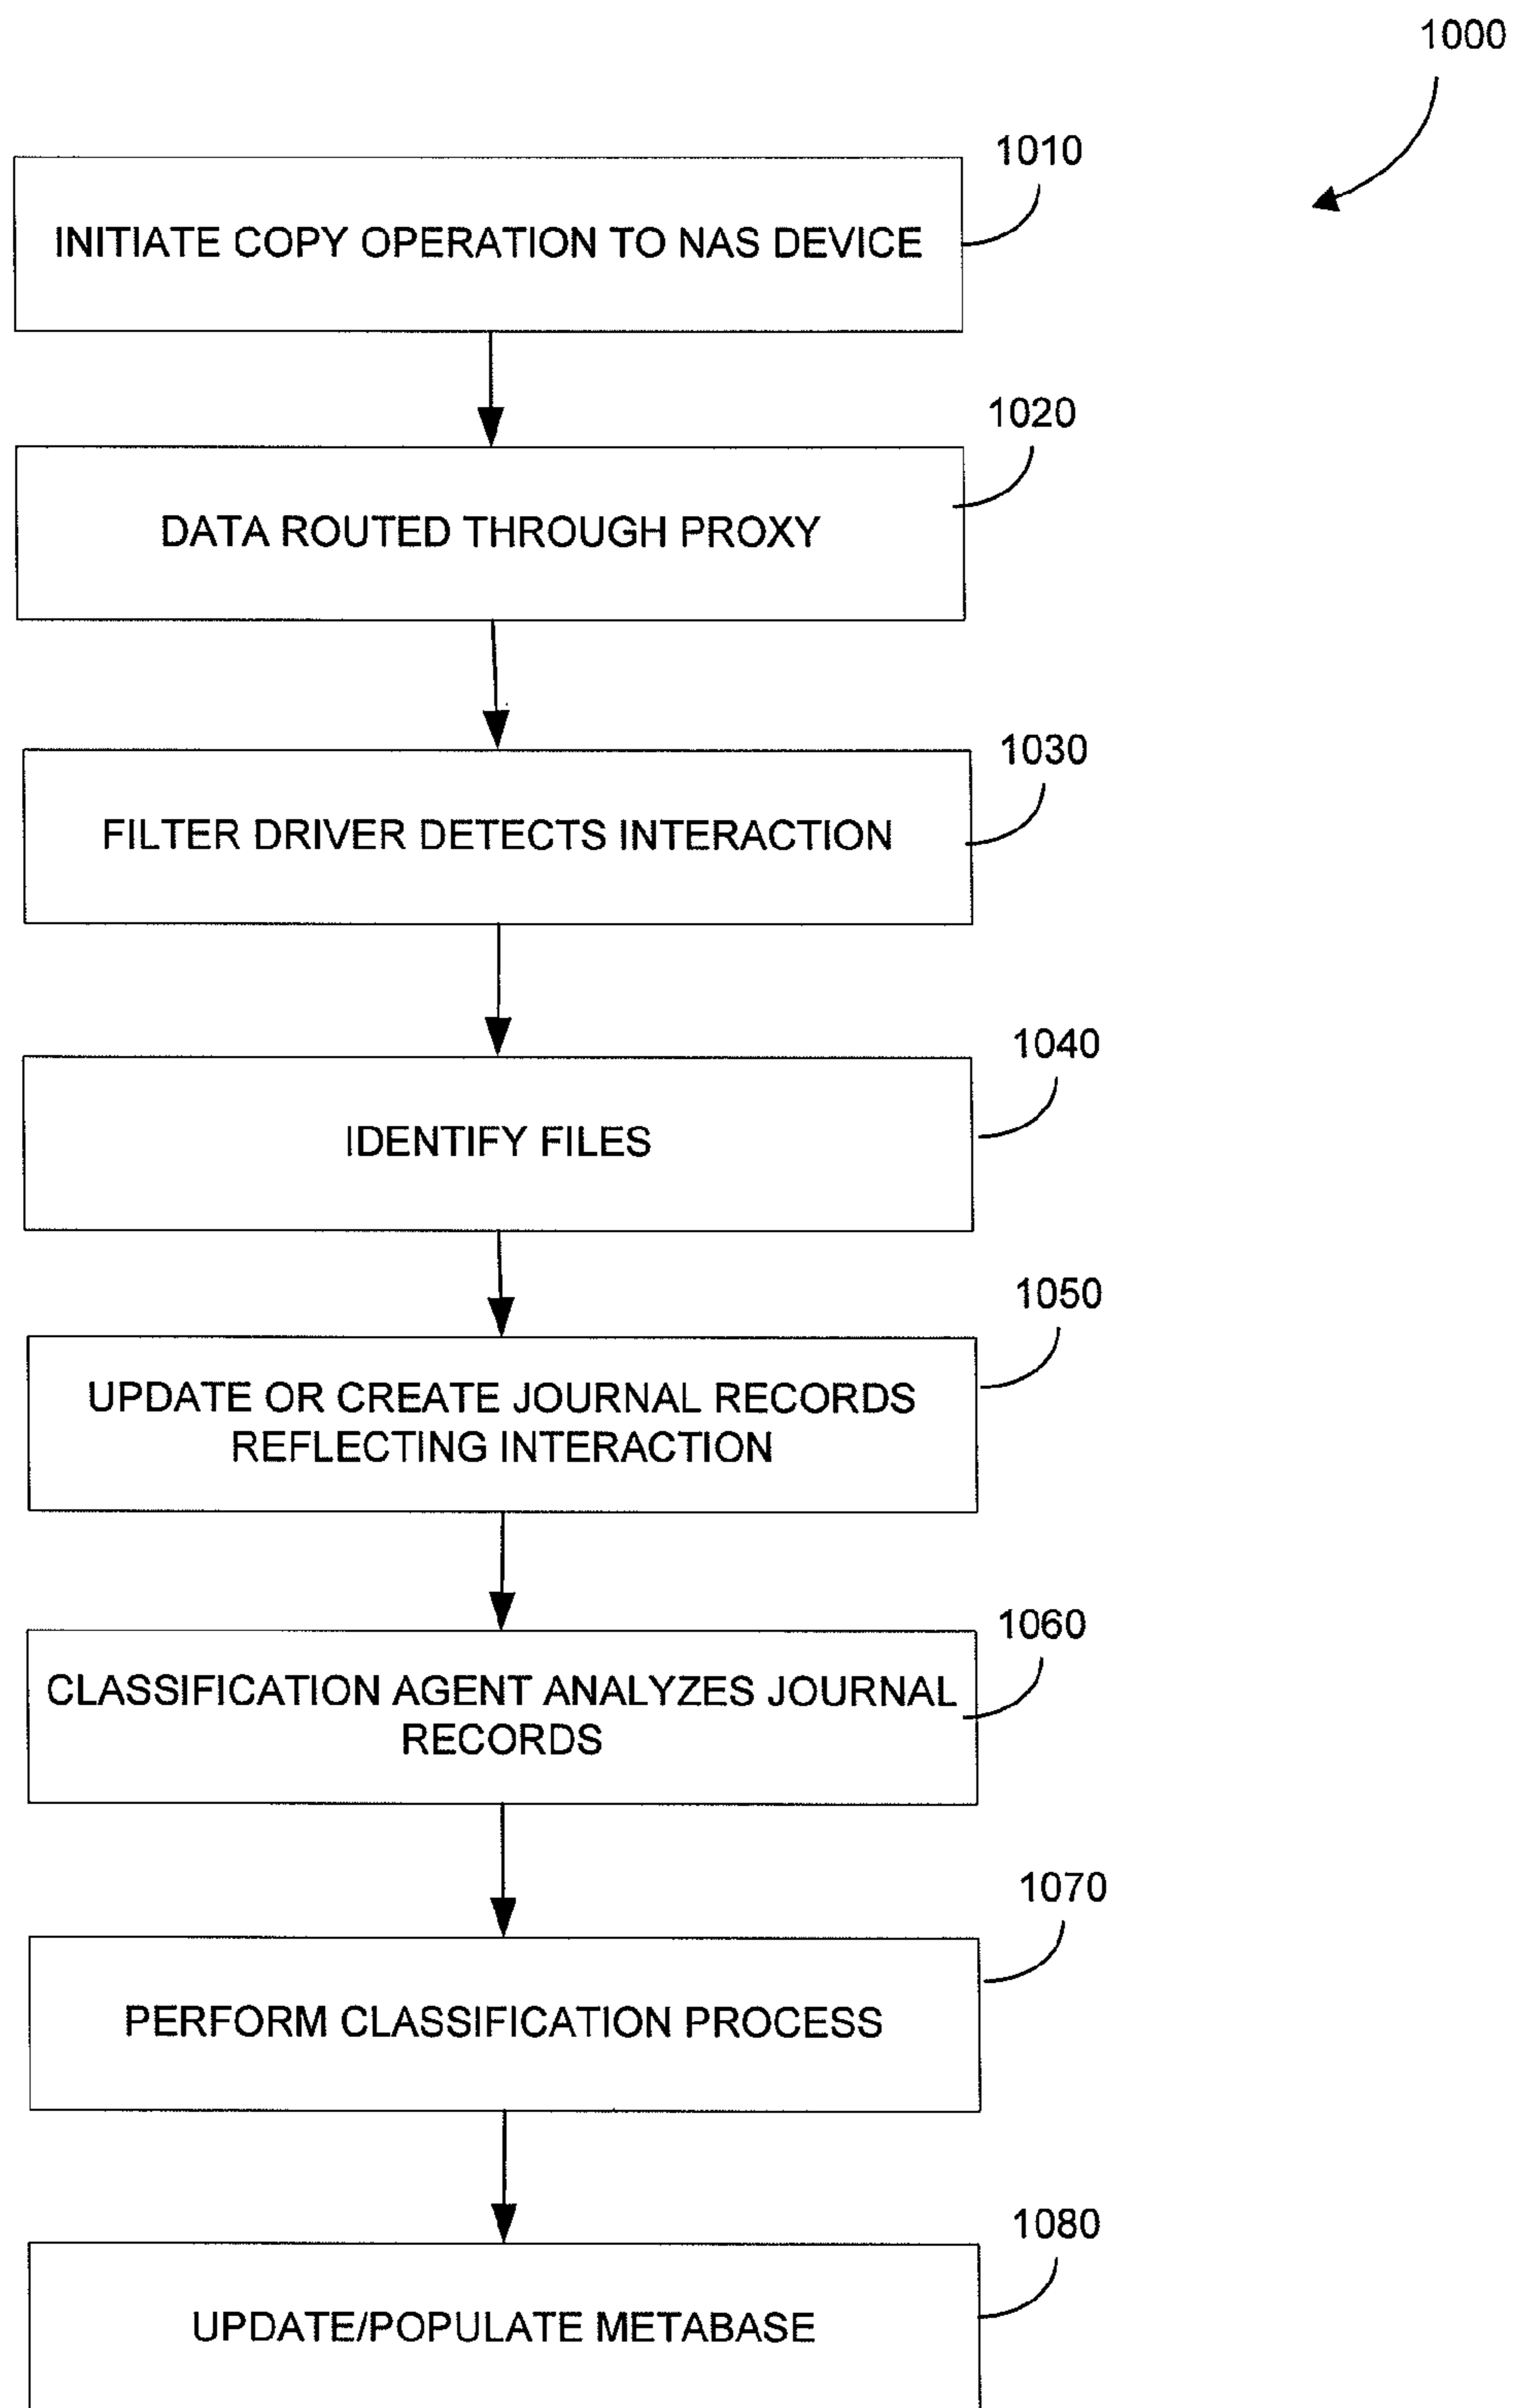 1000
1010
INITIATE COPY OPERATION TO NAS DEVICE
1020
DATA ROUTED THROUGH PROXY
1030
FILTER DRIVER DETECTS INTERACTION
1040
IDENTIFY FILES
1050
UPDATE OR CREATE JOURNAL RECORDS
REFLECTING INTERACTION
1060
CLASSIFICATION AGENT ANALYZES JOURNAL
RECORDS
1070
PERFORM CLASSIFICATION PROCESS
1080
UPDATE/POPULATE METABASE